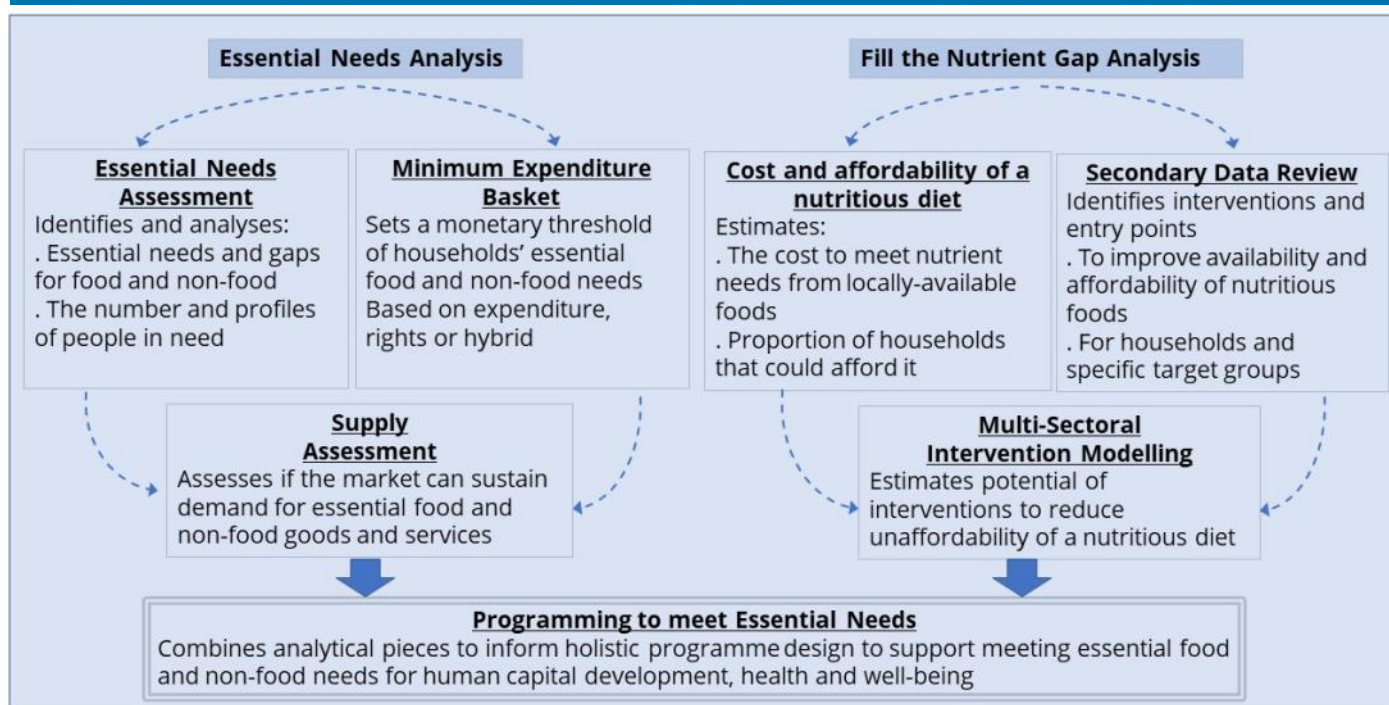 Essential Needs Analysis
Fill the Nutrient Gap Analysis
Essential Needs
Assessment
Identifies and analyses:
. Essential needs and gaps
for food and non-food
. The number and profiles
of people in need
Minimum Expenditure
Basket
Sets a monetary threshold
of households’ essential
food and non-food needs
Based on expenditure,
rights or hybrid
Cost and affordability of a
nutritious diet
Estimates:
. The cost to meet nutrient
needs from locally-available
foods
. Proportion of households
that could afford it
Secondary Data Review
Identifies interventions and
entry points
. To improve availability and
affordability of nutritious
foods
. For households and
specific target groups
Supply
Assessment
Assesses if the market can sustain
demand for essential food and
non-food goods and services
Multi-Sectoral
Intervention Modelling
Estimates potential of
interventions to reduce
unaffordability of a nutritious diet
Programming to meet Essential Needs
Combines analytical pieces to inform holistic programme design to support meeting essential food
and non-food needs for human capital development, health and well-being